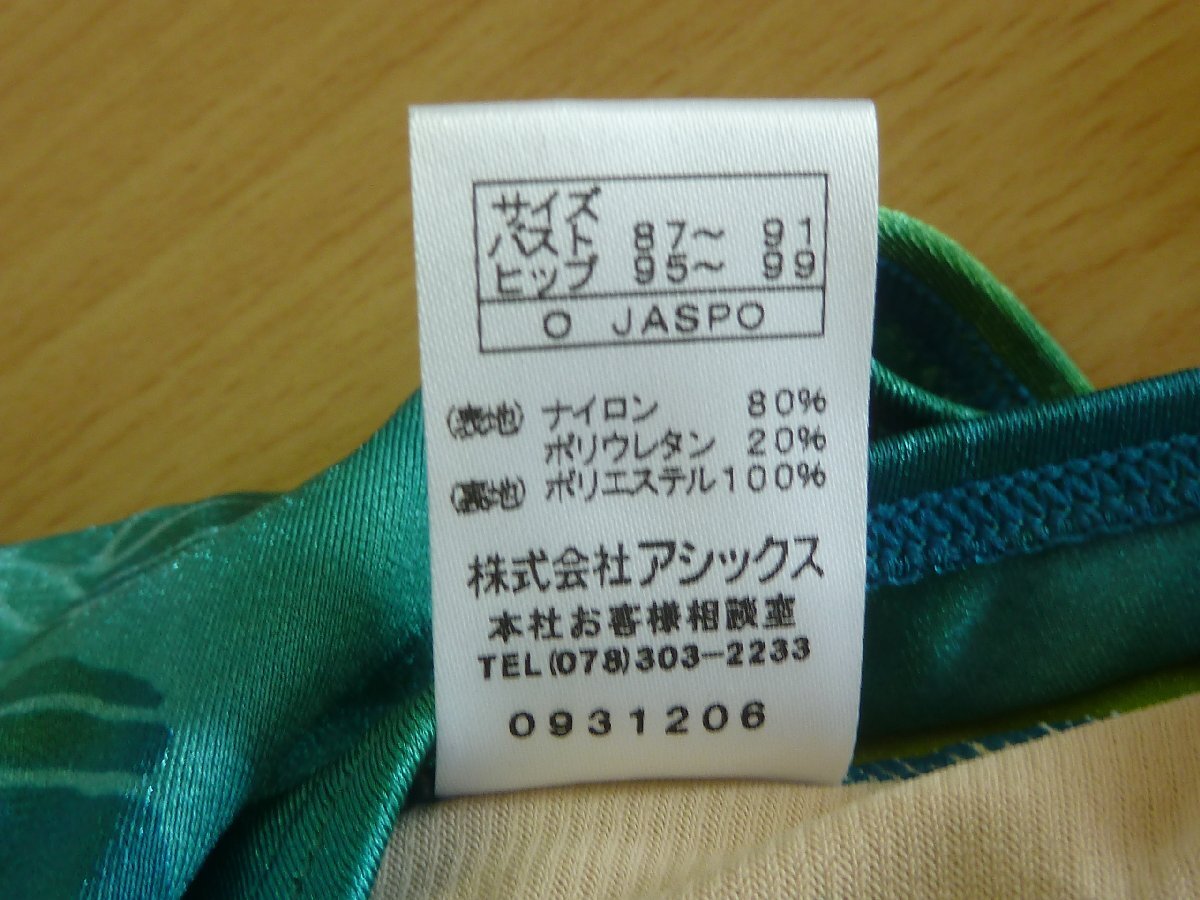 サイズ
バスト 87〜 91
ヒップ 95〜 99
O JASPO
(表地) ナイロン 80%
ポリウレタン 20%
(裏地) ポリエステル100%
株式会社アシックス
本社お客様相談室
TEL(078)303-2233
0931206